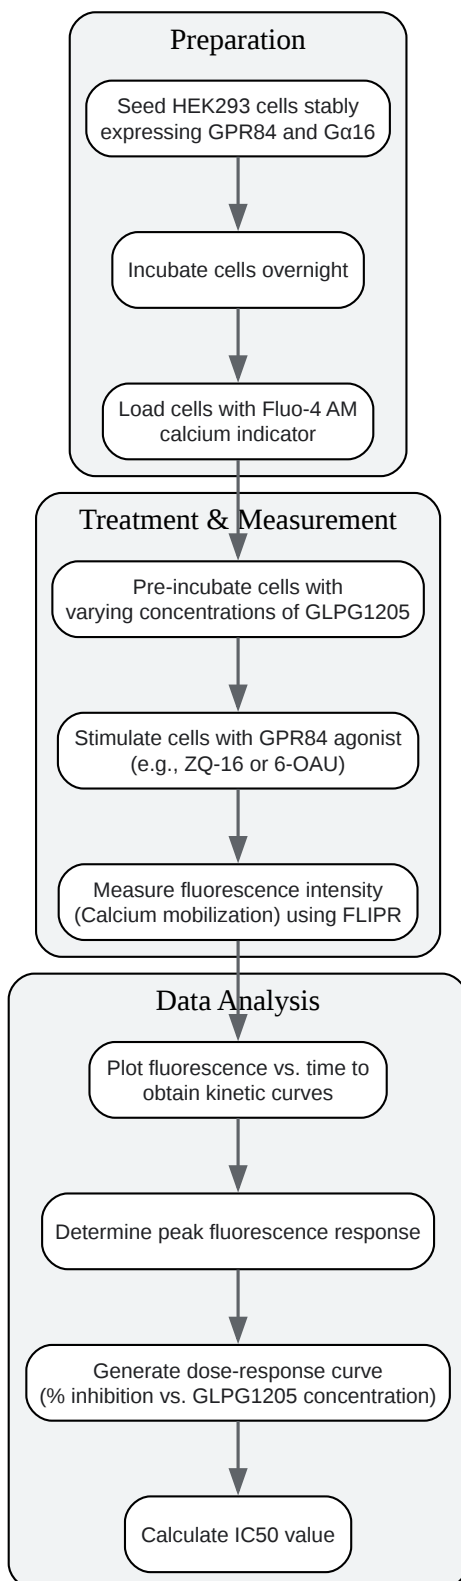 Preparation
Seed HEK293 cells stably
expressing GPR84 and Gα16
Incubate cells overnight
Load cells with Fluo-4 AM
calcium indicator
Treatment & Measurement
Pre-incubate cells with
varying concentrations of GLPG1205
Stimulate cells with GPR84 agonist
(e.g., ZQ-16 or 6-OAU)
Measure fluorescence intensity
(Calcium mobilization) using FLIPR
Data Analysis
Plot fluorescence vs. time to
obtain kinetic curves
Determine peak fluorescence response
Generate dose-response curve
(% inhibition vs. GLPG1205 concentration)
Calculate IC50 value